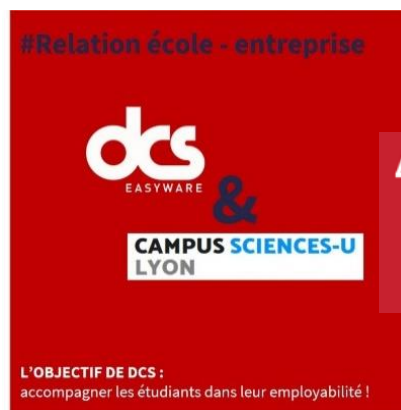 #Relation école - entreprise
dcs
EASYWARE
&
CAMPUS SCIENCES-U
LYON
L'OBJECTIF DE DCS :
accompagner les étudiants dans leur employabilité !